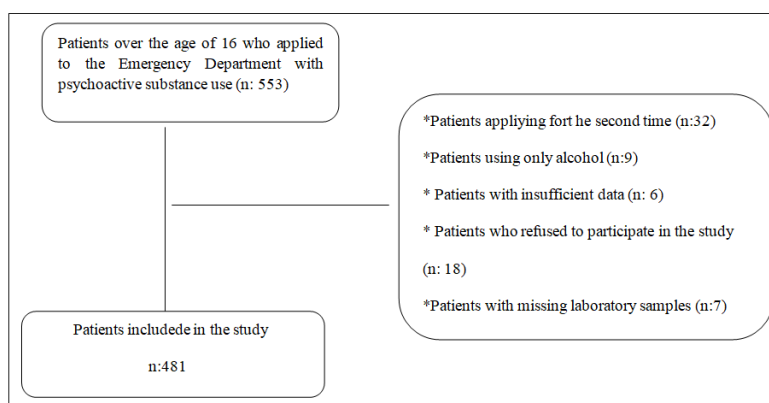 Patients over the age of 16 who applied
to the Emergency Department with
psychoactive substance use (n: 553)
*Patients appliying fort he second time (n:32)
*Patients using only alcohol (n:9)
* Patients with insufficient data (n: 6)
* Patients who refused to participate in the study
(n: 18)
*Patients with missing laboratory samples (n:7)
Patients includede in the study
n:481